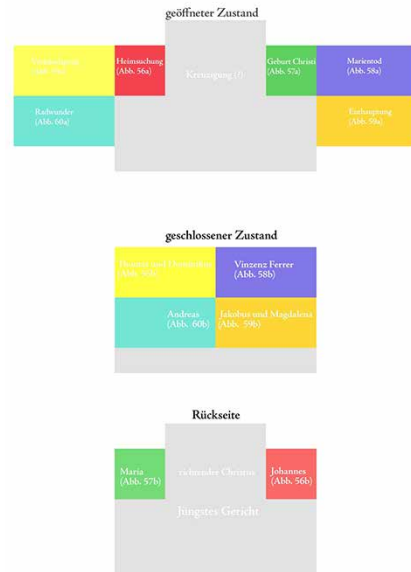 geöffneter Zustand
Heimsuchung
(Abb. 56a)
Kreuzigung (?)
Geburt Christi
(Abb. 57a)
Marientod
(Abb. 58a)
Radwunder
(Abb. 60a)
Enthauptung
(Abb. 59a)
geschlossener Zustand
Vinzenz Ferrer
(Abb. 58b)
Andreas
(Abb. 60b)
Jakobus und Magdalena
(Abb. 59b)
Rückseite
Maria
(Abb. 57b)
richtender Christus
Johannes
(Abb. 56b)
Jüngstes Gericht